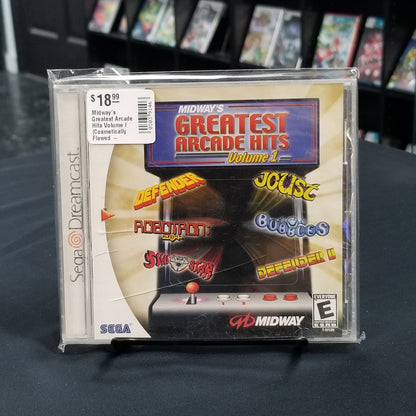 $18.99
Midway's
Greatest Arcade
Hits Volume I
(Cosmetically
Flawed -
MIDWAY'S
GREATEST
ARCADE HITS
Volume 1
DEFENDER
JOUST
ROBOTRON
2084
BUBBLES
SINISTAR
DEFENDER II
Sega Dreamcast
SEGA
MIDWAY
EVERYONE
E
ESRB